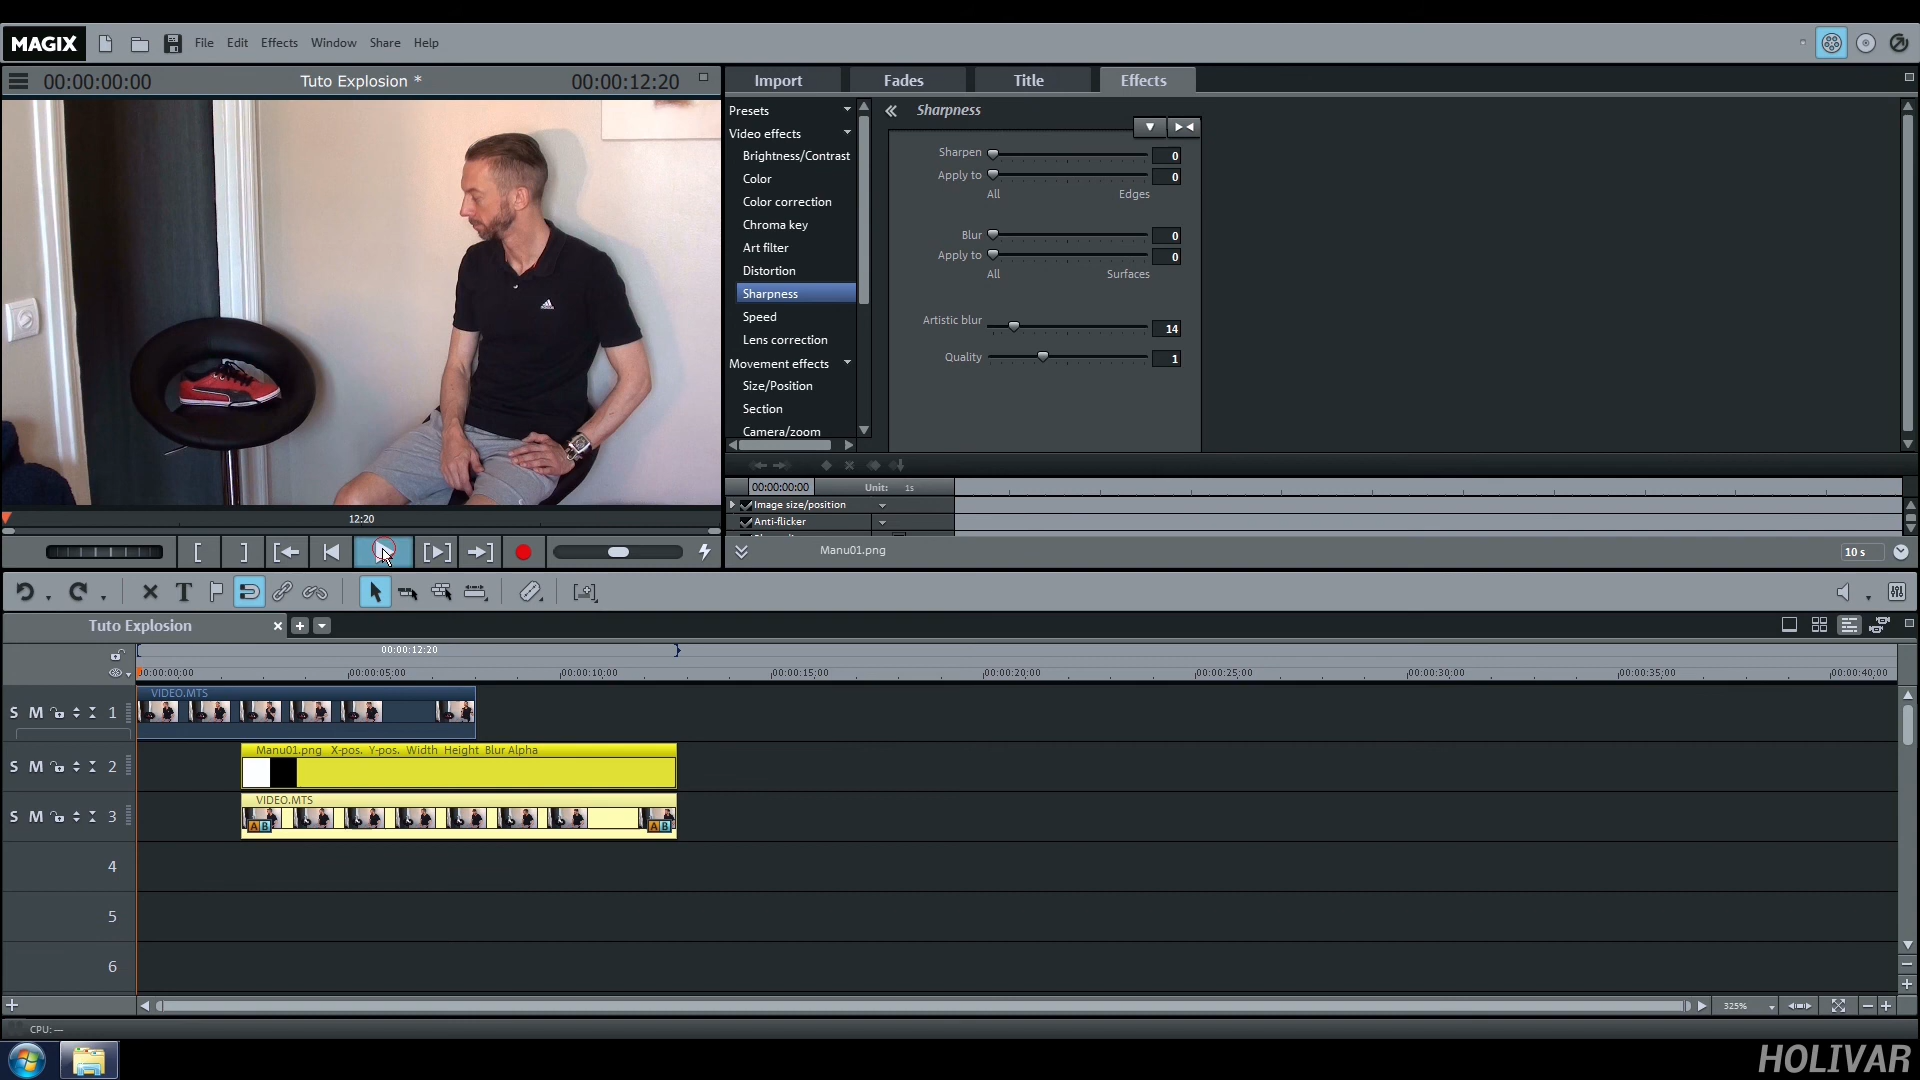 MAGIX File Edit Effects Window Share Help
00:00:00:00 Tuto Explosion * 00:00:12:20
Import Fades Title Effects
Presets
Video effects
Brightness/Contrast
Color
Color correction
Chroma key
Art filter
Distortion
Sharpness
Speed
Lens correction
Movement effects
Size/Position
Section
Camera/zoom
Sharpness
Sharpen 0
Apply to 0
All Edges
Blur 0
Apply to 0
All Surfaces
Artistic blur 14
Quality 1
00:00:00:00 Unit: 1s
Image size/position
Anti-flicker
Manu01.png 10 s
12:20
Tuto Explosion
00:00:12:20
00:00:00:00 00:00:05:00 00:00:10:00 00:00:15:00 00:00:20:00 00:00:25:00 00:00:30:00 00:00:35:00 00:00:40:00
VIDEO.MTS
S M 1
Manu01.png X-pos. Y-pos. Width Height Blur Alpha
S M 2
VIDEO.MTS
A B A B
S M 3
4
5
6
325%
CPU: —
HOLIVAR